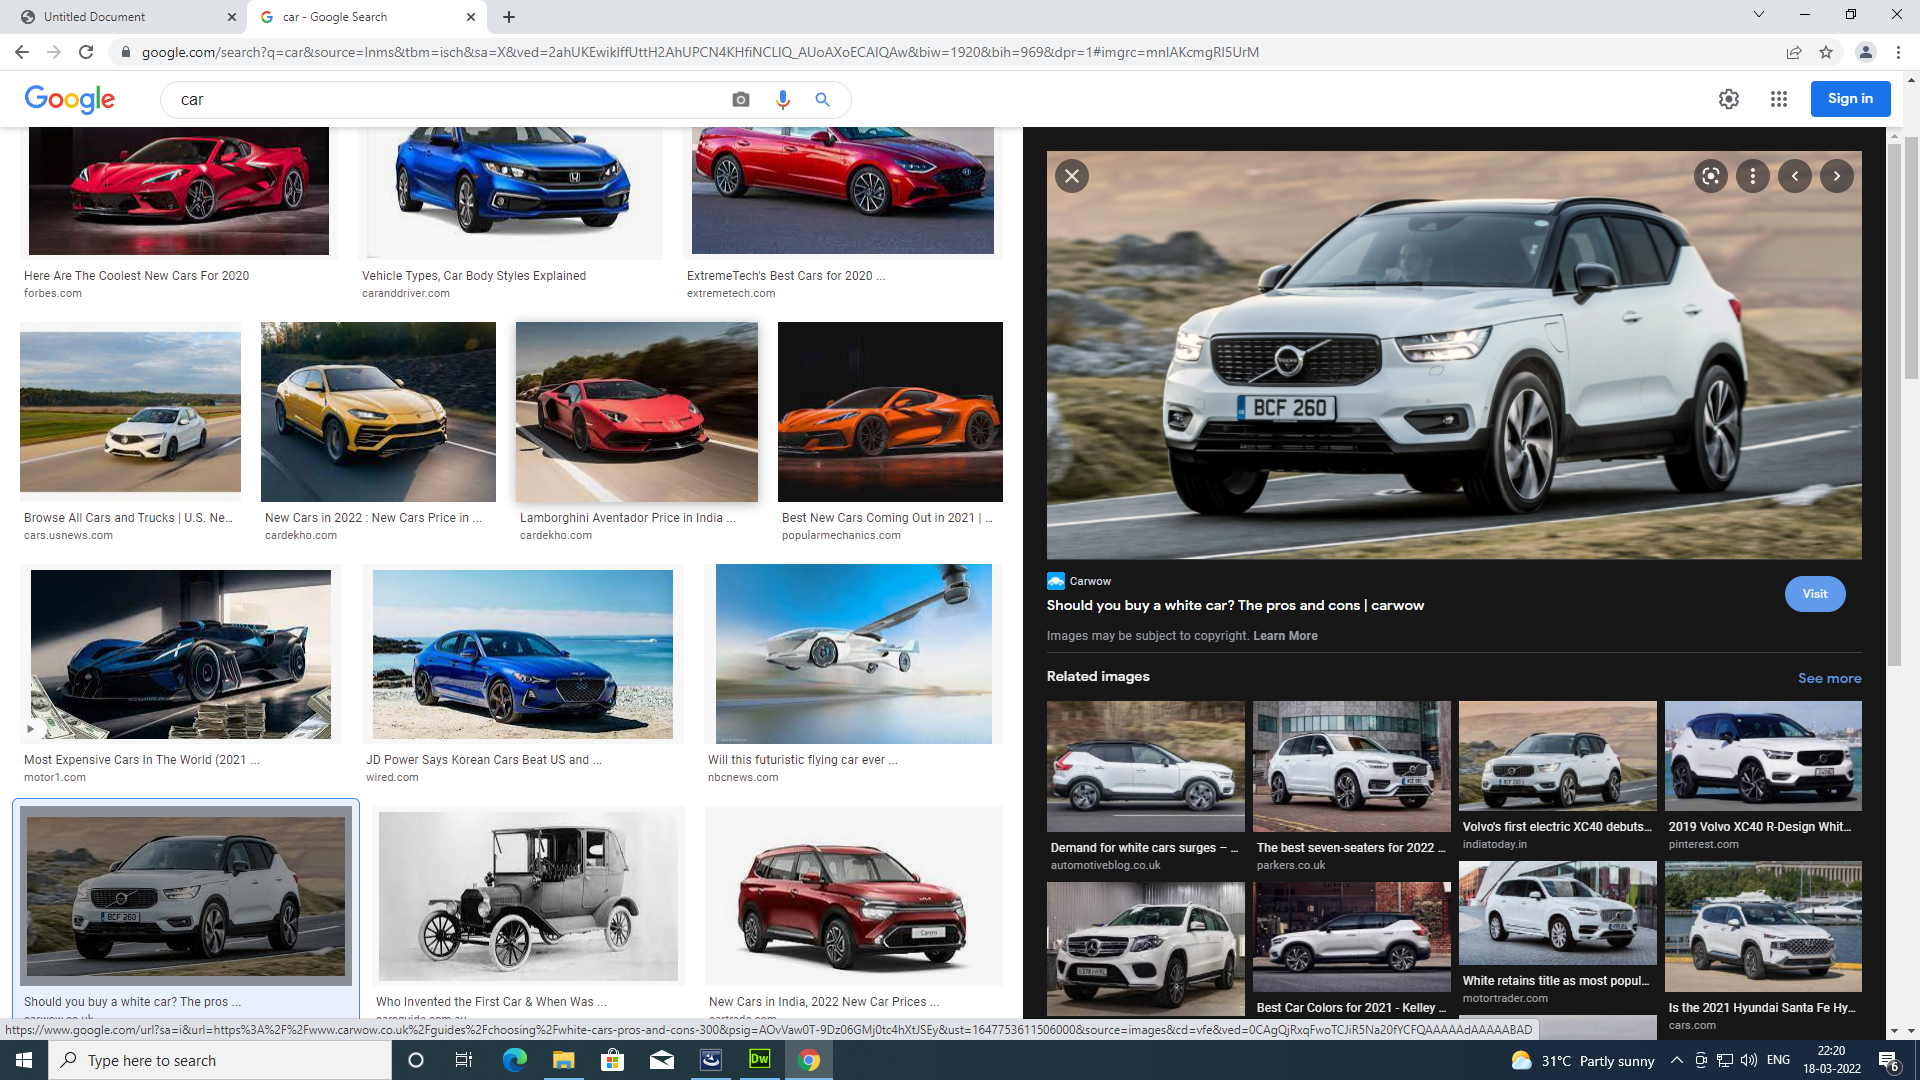 Untitled Document
car - Google Search
google.com/search?q=car&source=lnms&tbm=isch&sa=X&ved=2ahUKEwiklffUttH2AhUPCN4KHfiNCLIQ_AUoAXoECAIQAw&biw=1920&bih=969&dpr=1#imgrc=mnlAKcmgRI5UrM
Google
car
Sign in
Here Are The Coolest New Cars For 2020
forbes.com
Vehicle Types, Car Body Styles Explained
caranddriver.com
ExtremeTech's Best Cars for 2020 ...
extremetech.com
Browse All Cars and Trucks | U.S. Ne...
cars.usnews.com
New Cars in 2022 : New Cars Price in ...
cardekho.com
Lamborghini Aventador Price in India ...
cardekho.com
Best New Cars Coming Out in 2021 | ...
popularmechanics.com
Most Expensive Cars In The World (2021 ...
motor1.com
JD Power Says Korean Cars Beat US and ...
wired.com
Will this futuristic flying car ever ...
nbcnews.com
BCF 260
Should you buy a white car? The pros ...
carwow.co.uk
Who Invented the First Car & When Was ...
carsguide.com.au
Carens
New Cars in India, 2022 New Car Prices ...
cartrade.com
VOLVO
BCF 260
Carwow
Should you buy a white car? The pros and cons | carwow
Visit
Images may be subject to copyright. Learn More
Related images
See more
Demand for white cars surges – ...
automotiveblog.co.uk
The best seven-seaters for 2022 ...
parkers.co.uk
Volvo's first electric XC40 debuts...
indiatoday.in
2019 Volvo XC40 R-Design Whit...
pinterest.com
Best Car Colors for 2021 - Kelley ...
White retains title as most popul...
motortrader.com
Is the 2021 Hyundai Santa Fe Hy...
cars.com
https://www.google.com/url?sa=i&url=https%3A%2F%2Fwww.carwow.co.uk%2Fguides%2Fchoosing%2Fwhite-cars-pros-and-cons-300&psig=AOvVaw0T-9Dz06GMj0tc4hXtJSEy&ust=1647753611506000&source=images&cd=vfe&ved=0CAgQjRxqFwoTCJiR5Na20fYCFQAAAAAdAAAAABAD
Type here to search
Dw
31°C Partly sunny
ENG
22:20
18-03-2022
6